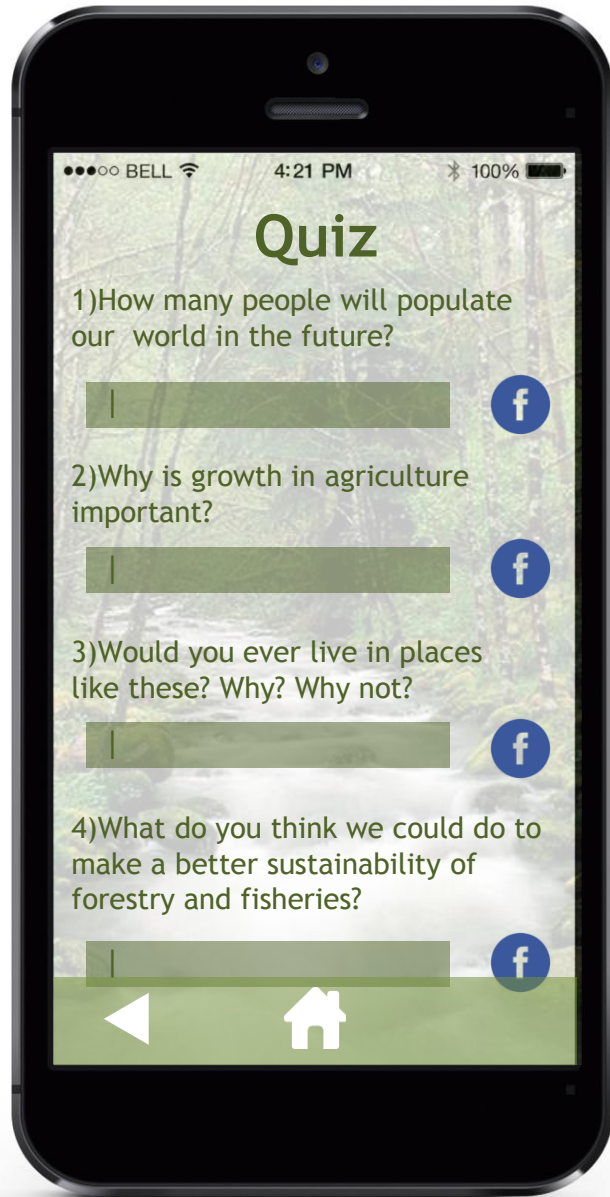 BELL 4:21 PM 100%
Quiz
1)How many people will populate
our  world in the future?
f
2)Why is growth in agriculture
important?
f
3)Would you ever live in places
like these? Why? Why not?
f
4)What do you think we could do to
make a better sustainability of
forestry and fisheries?
f